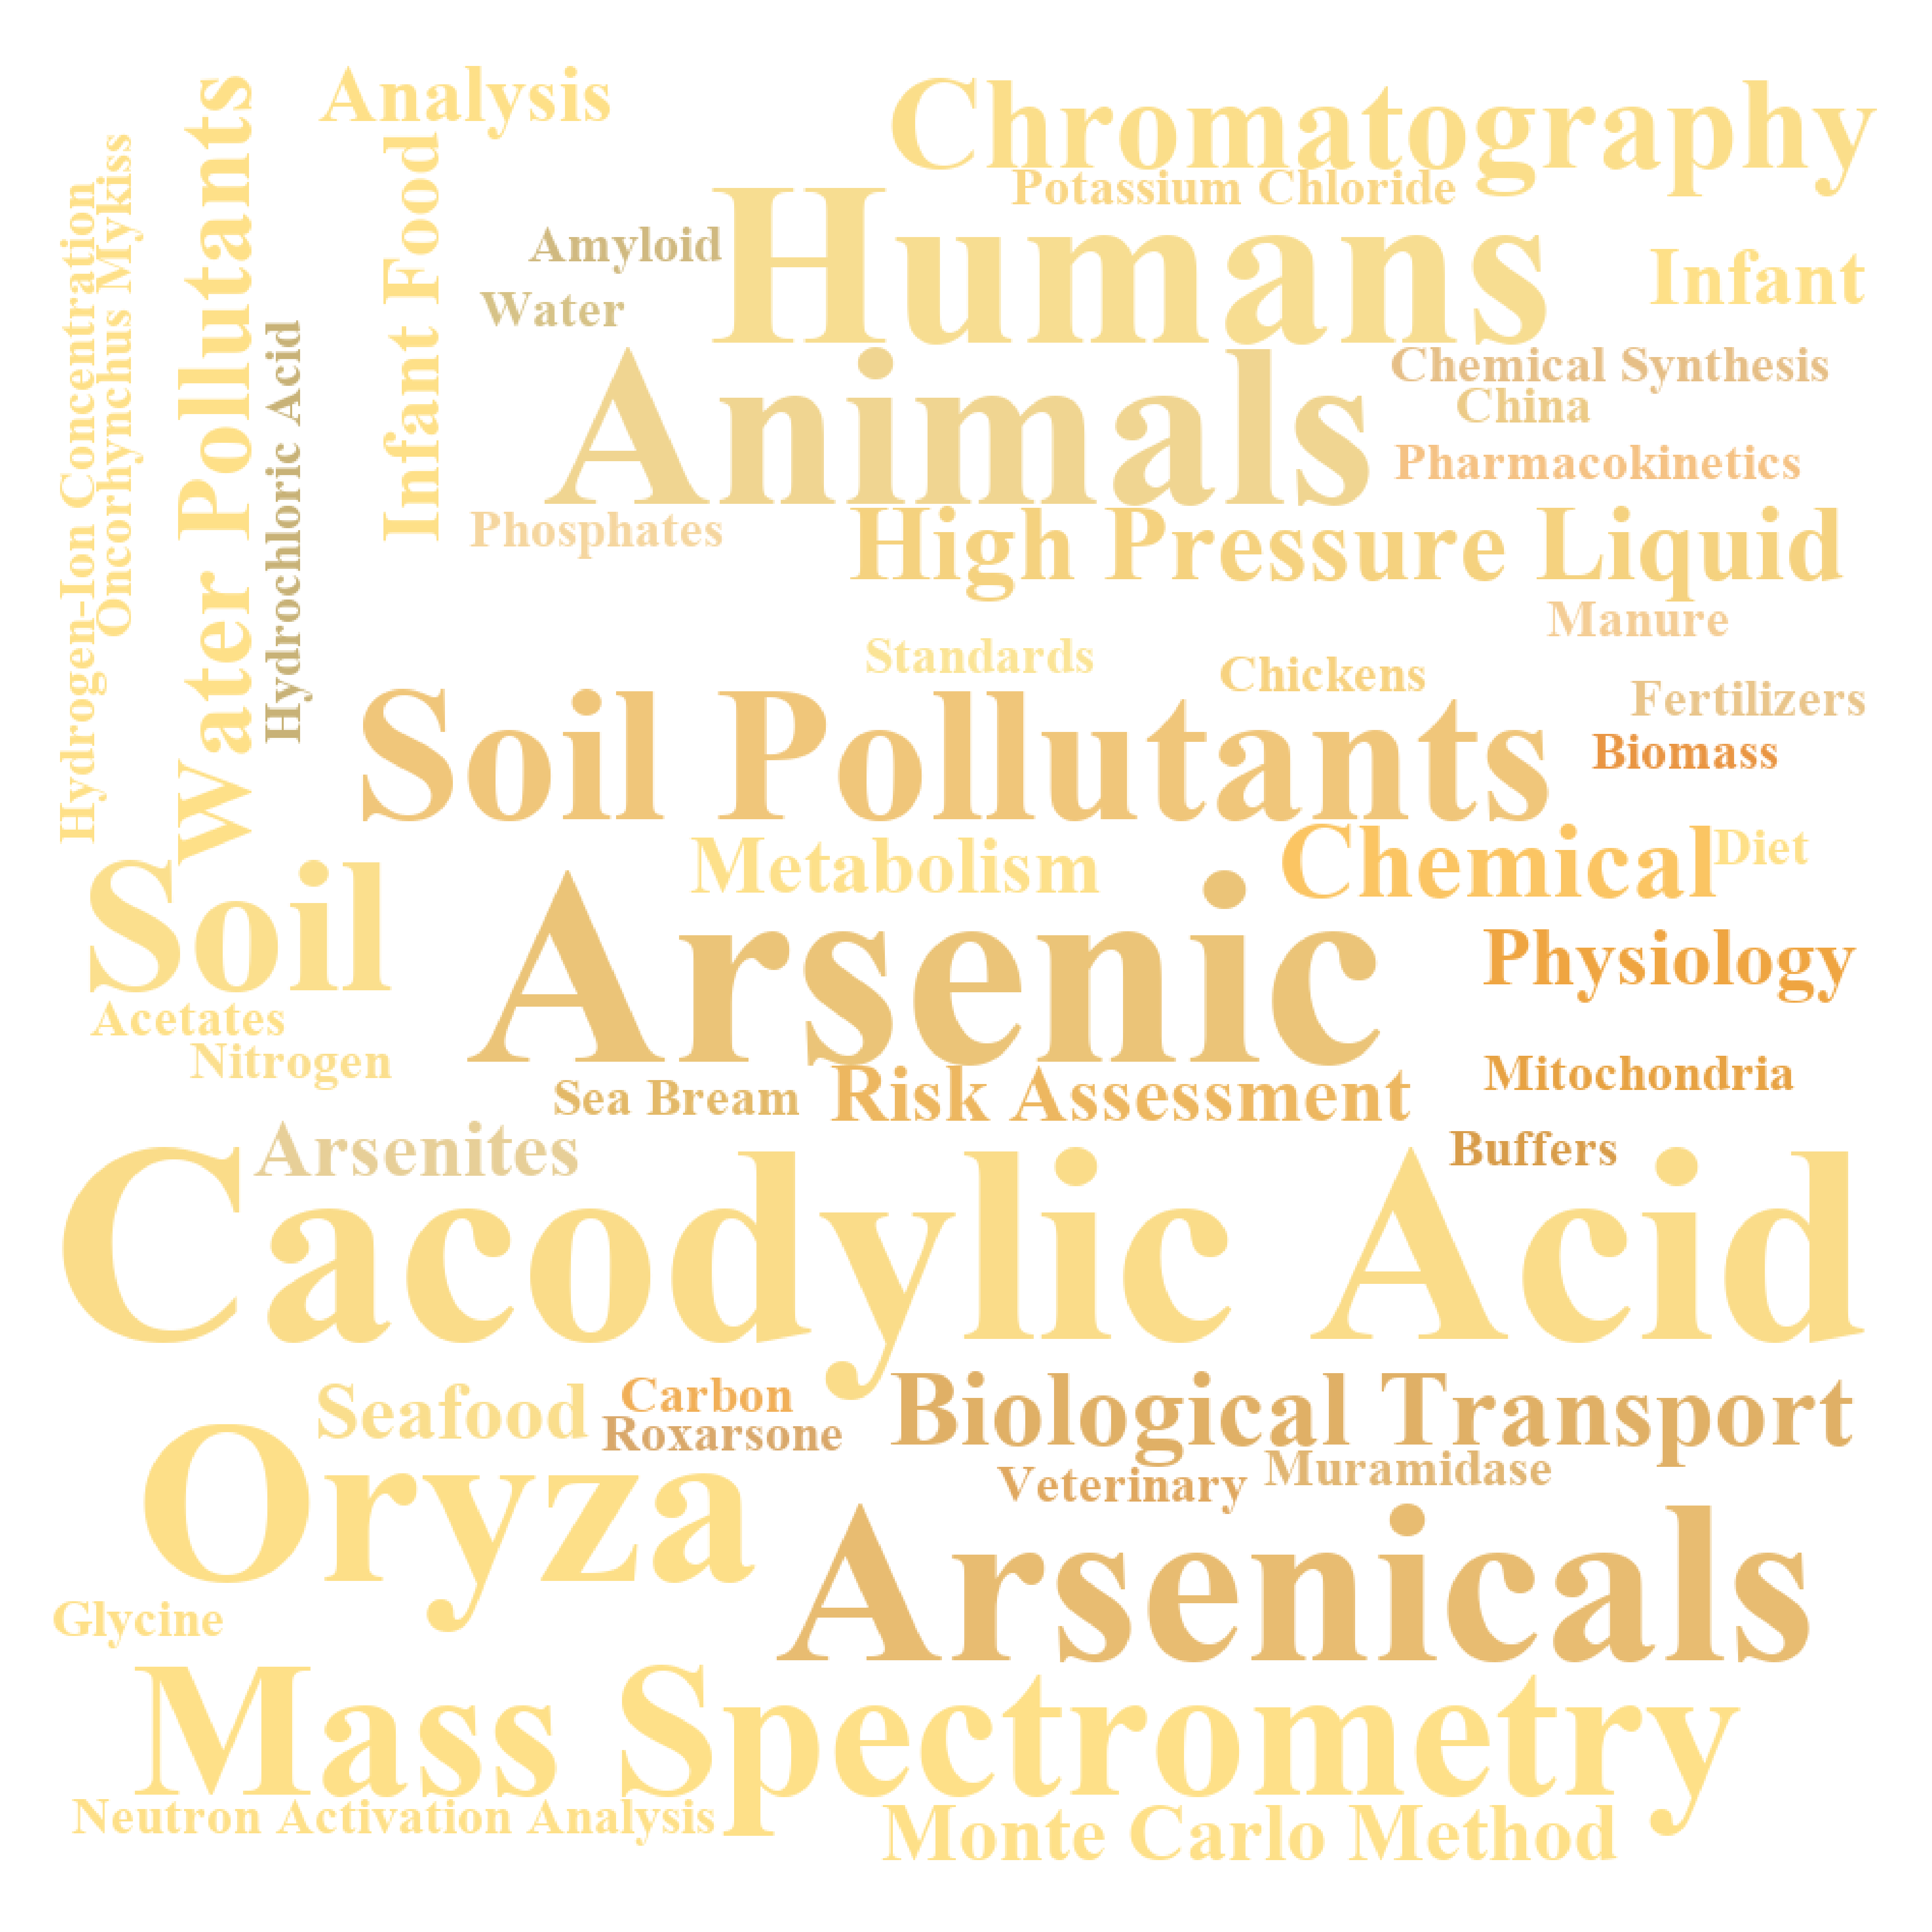 Analysis
Chromatography
Potassium Chloride
Humans
Amyloid
Water
Infant
Water Pollutants
Infant Food
Oncorhynchus Mykiss
Hydrogen-Ion Concentration
Hydrochloric Acid
Animals
Chemical Synthesis
China
Pharmacokinetics
Phosphates
High Pressure Liquid
Manure
Standards
Chickens
Fertilizers
Soil Pollutants
Biomass
Metabolism
Chemical
Diet
Soil
Arsenic
Physiology
Acetates
Nitrogen
Sea Bream
Risk Assessment
Mitochondria
Arsenites
Buffers
Cacodylic Acid
Seafood
Carbon
Roxarsone
Biological Transport
Veterinary
Muramidase
Oryza
Arsenicals
Glycine
Mass Spectrometry
Neutron Activation Analysis
Monte Carlo Method